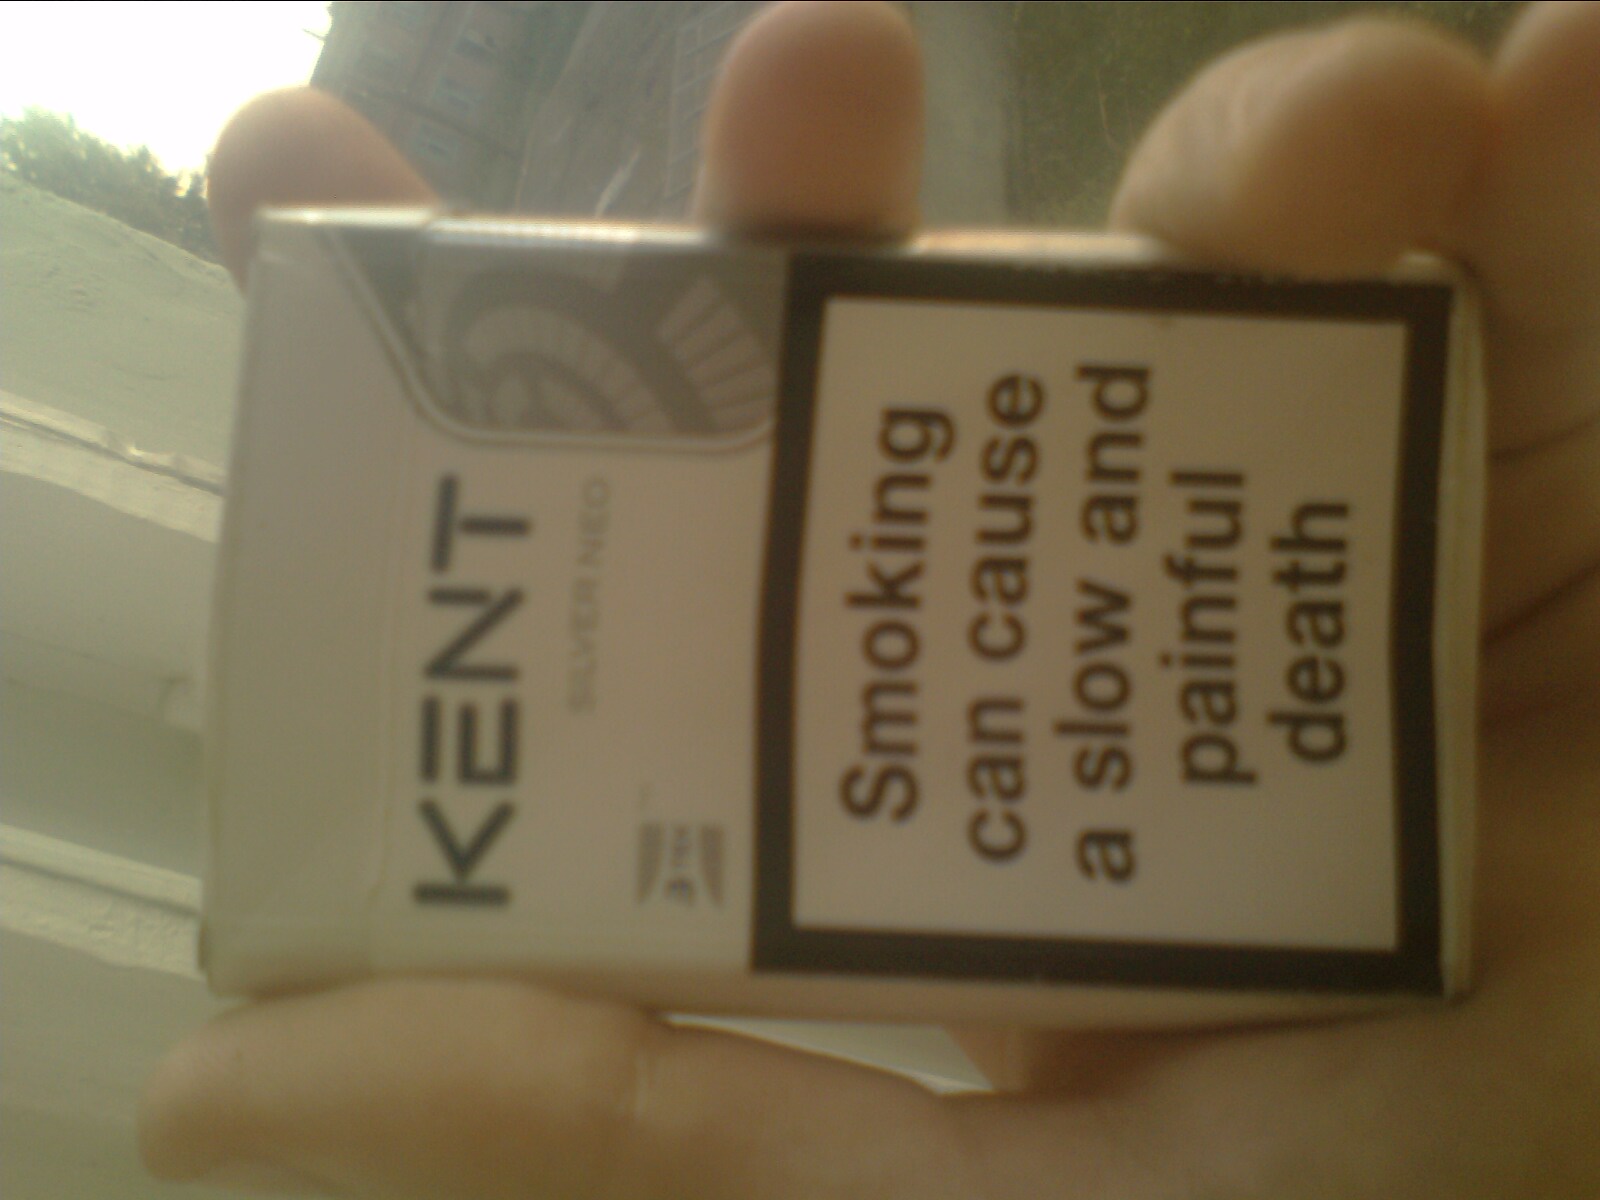 KENT
SILVER NEO
Smoking
can cause
a slow and
painful
death